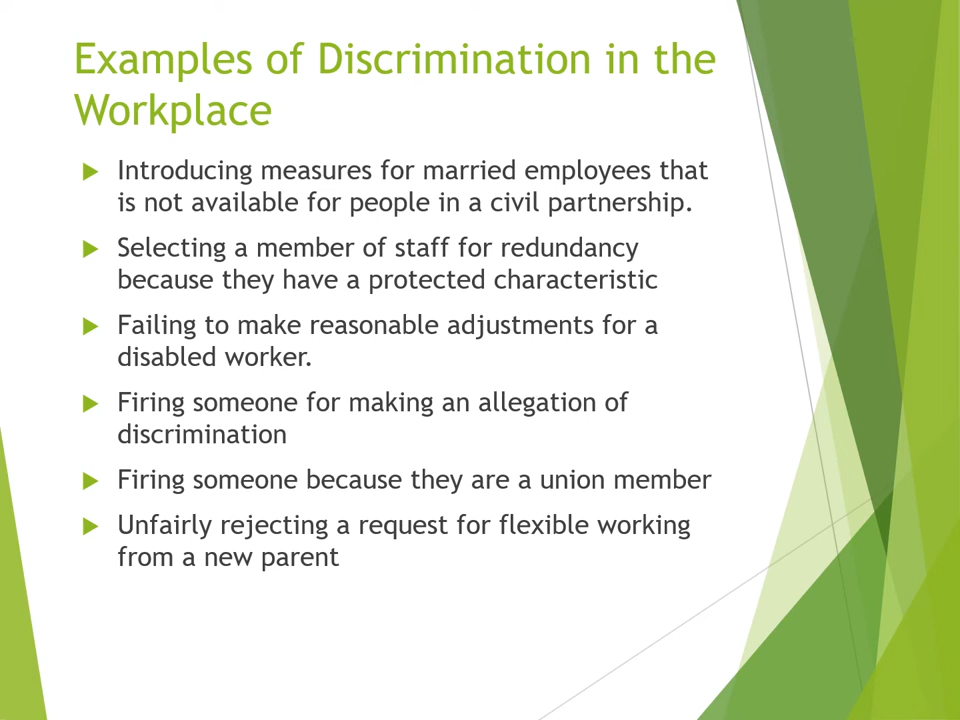 Examples of Discrimination in the
Workplace
Introducing measures for married employees that
is not available for people in a civil partnership.
Selecting a member of staff for redundancy
because they have a protected characteristic
Failing to make reasonable adjustments for a
disabled worker.
Firing someone for making an allegation of
discrimination
Firing someone because they are a union member
Unfairly rejecting a request for flexible working
from a new parent